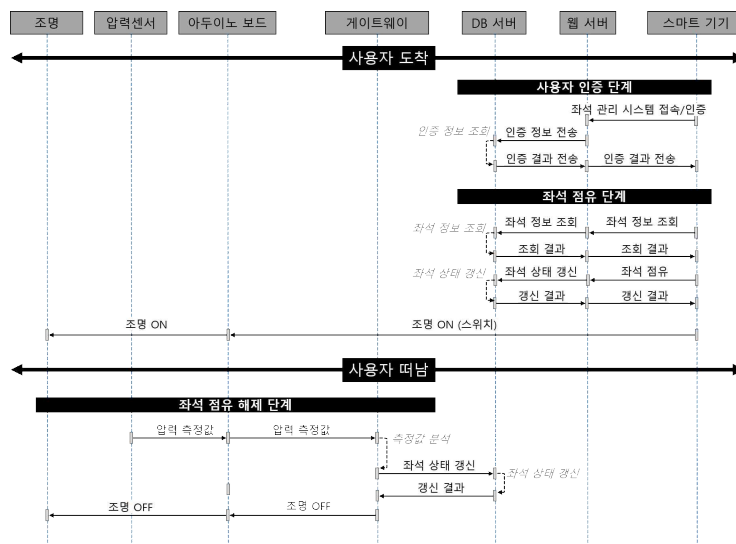 조명 압력센서 아두이노 보드 게이트웨이 DB 서버 웹 서버 스마트 기기
사용자 도착
사용자 인증 단계
좌석 관리 시스템 접속/인증
인증 정보 조회 인증 정보 전송
인증 결과 전송 인증 결과 전송
좌석 점유 단계
좌석 정보 조회 좌석 정보 조회 좌석 정보 조회
조회 결과 조회 결과
좌석 상태 갱신 좌석 상태 갱신 좌석 점유
갱신 결과 갱신 결과
조명 ON 조명 ON (스위치)
사용자 떠남
좌석 점유 해제 단계
압력 측정값 압력 측정값 측정값 분석
좌석 상태 갱신 좌석 상태 갱신
갱신 결과
조명 OFF 조명 OFF